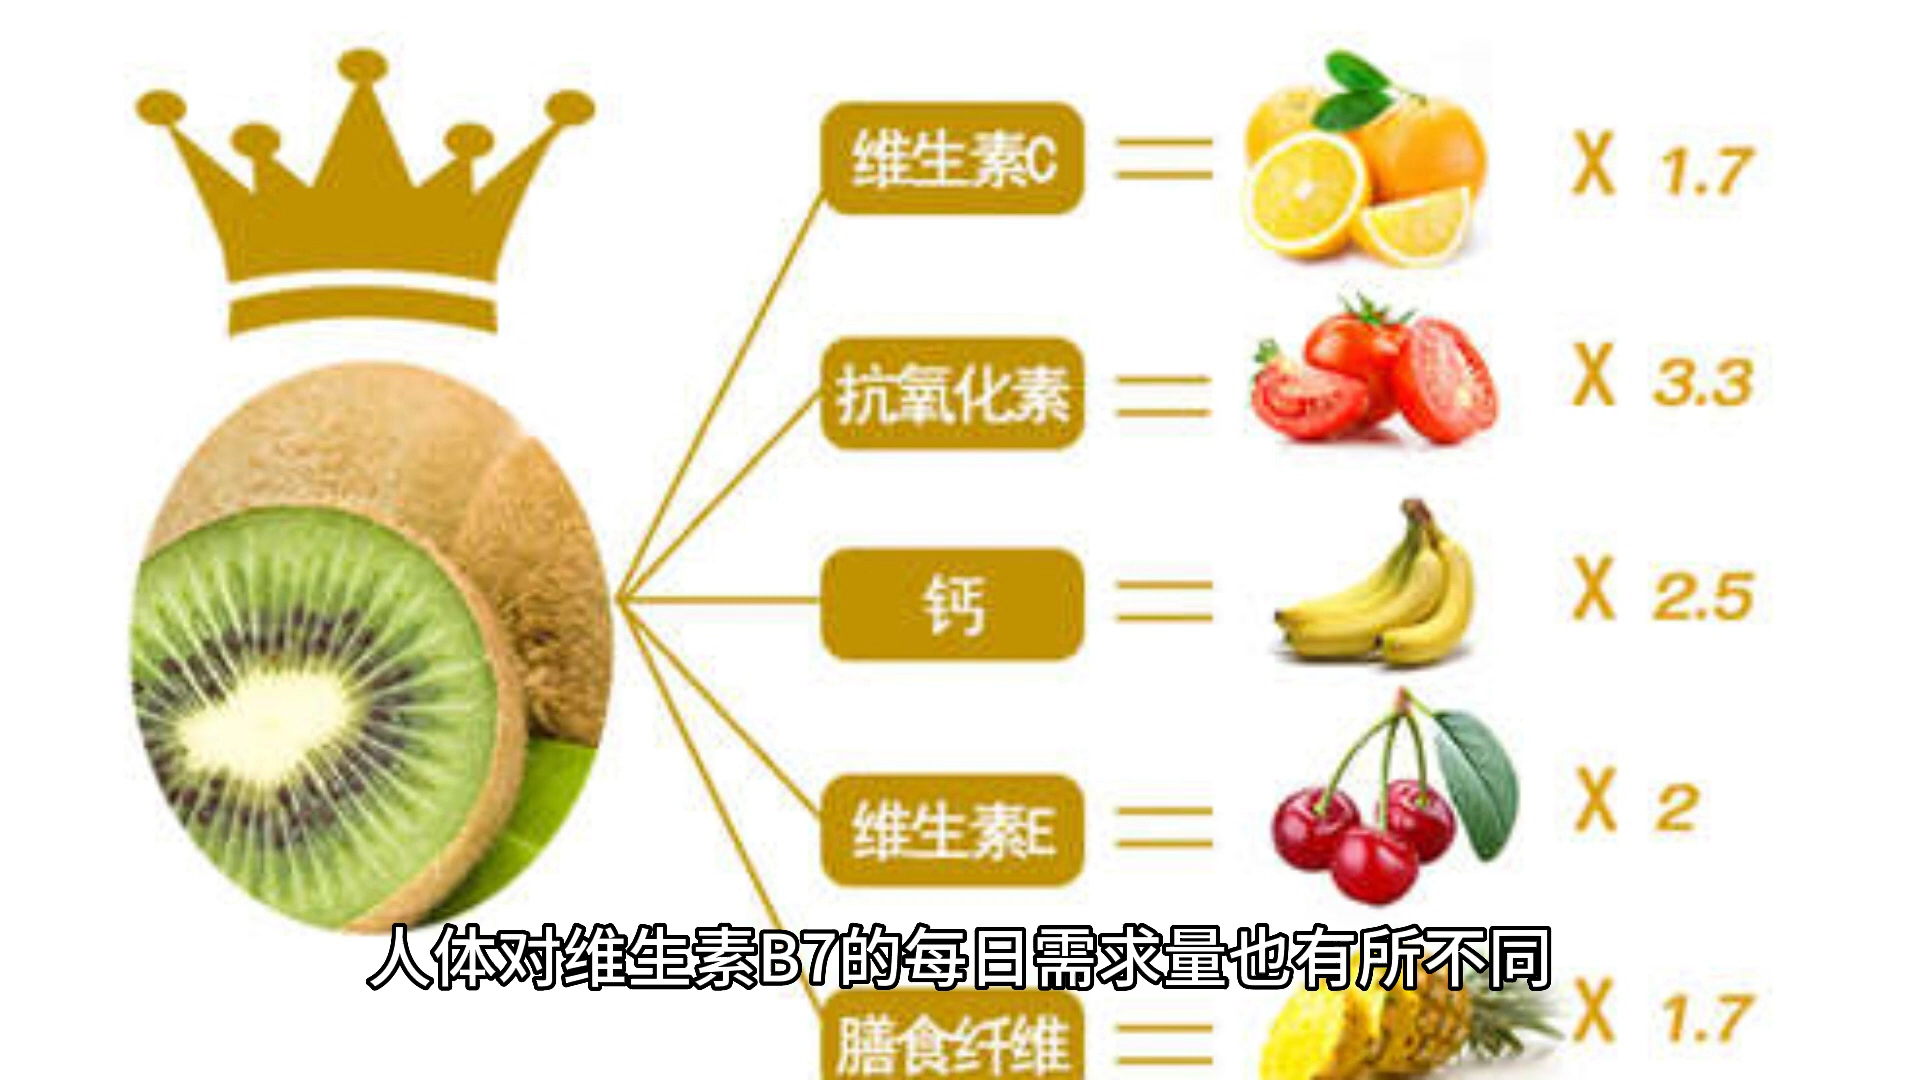 维生素C X 1.7
抗氧化素 X 3.3
钙 X 2.5
维生素E X 2
人体对维生素B7的每日需求量也有所不同
膳食纤维 X 1.7